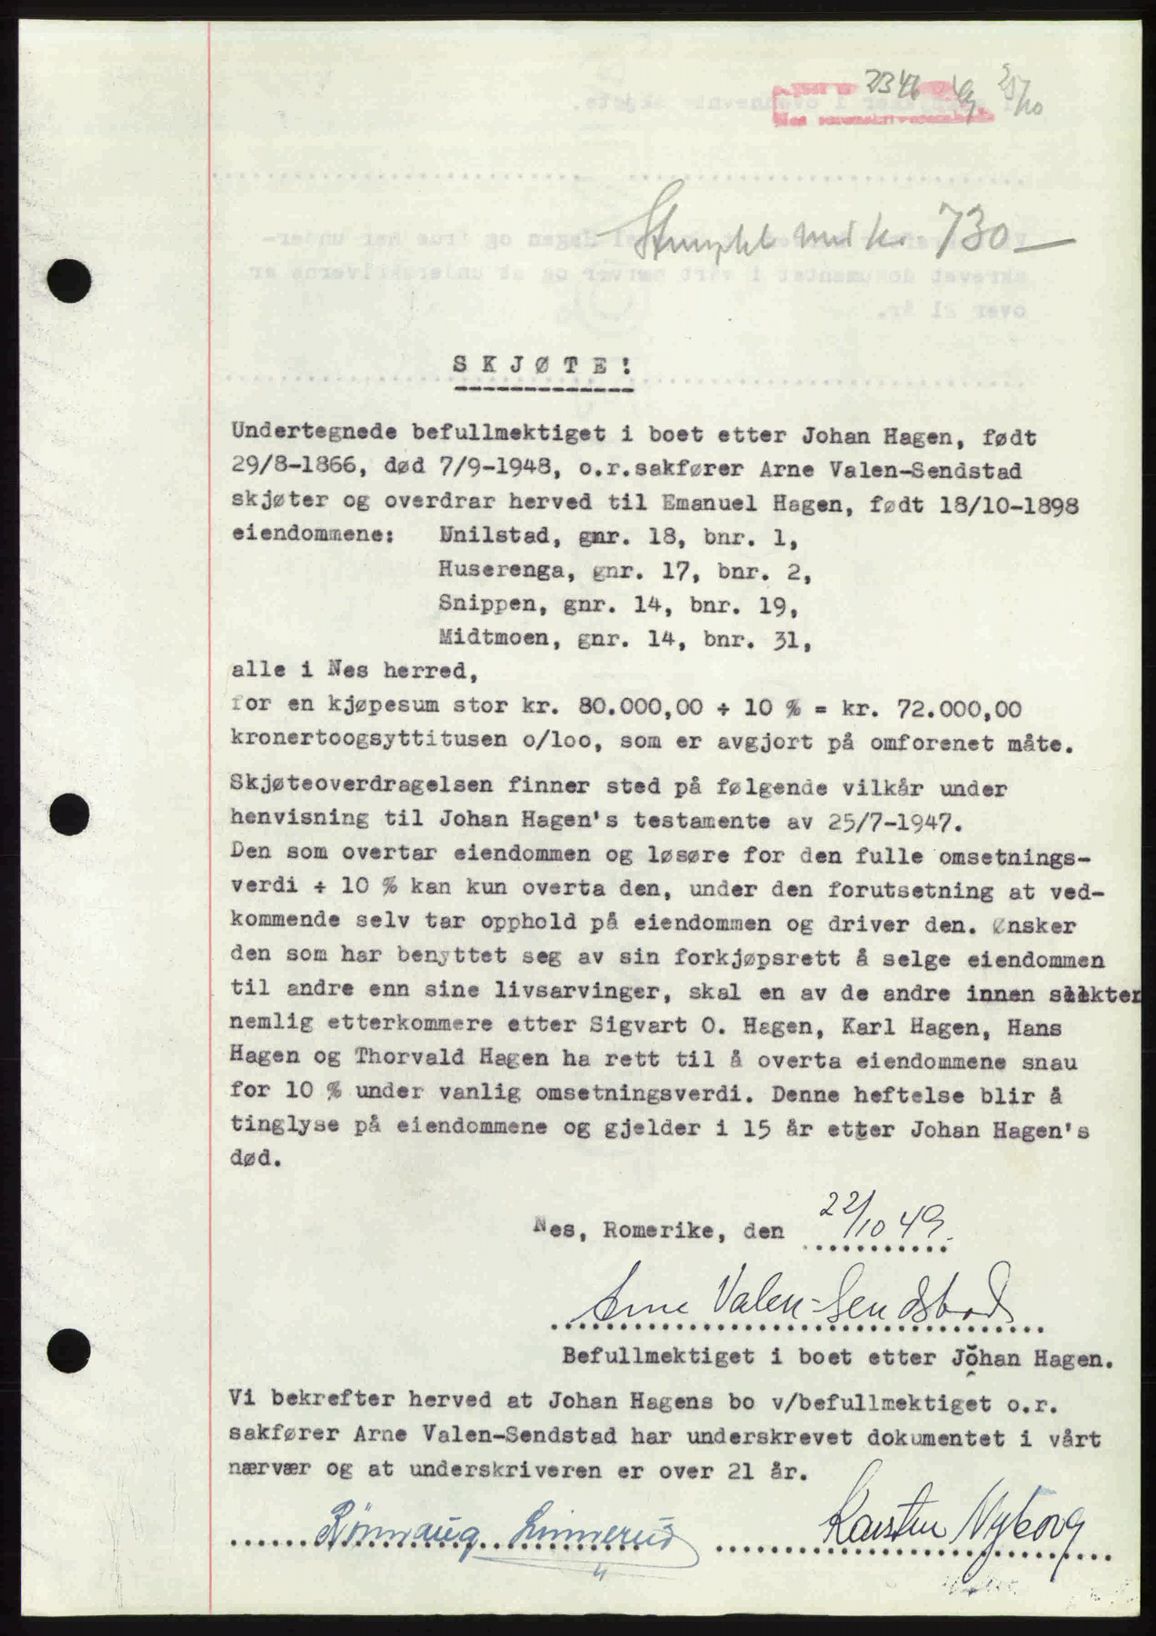 2346 49 25/10
Stemplet med kr. 730 —
SKJØTE:
Undertegnede befullmektiget i boet etter Johan Hagen, født
29/8-1866, død 7/9-1948, o.r.sakfører Arne Valen-Sendstad
skjøter og overdrar herved til Emanuel Hagen, født 18/10-1898
eiendommene: Unilstad, gnr. 18, bnr. 1,
Huserenga, gnr. 17, bnr. 2,
Snippen, gnr. 14, bnr. 19,
Midtmoen, gnr. 14, bnr. 31,
alle i Nes herred,
for en kjøpesum stor kr. 80.000,00 ÷ 10 % = kr. 72.000,00
kronertoogsyttitusen o/loo, som er avgjort på omforenet måte.
Skjøteoverdragelsen finner sted på følgende vilkår under
henvisning til Johan Hagen's testamente av 25/7-1947.
Den som overtar eiendommen og løsøre for den fulle omsetnings-
verdi ÷ 10 % kan kun overta den, under den forutsetning at ved-
kommende selv tar opphold på eiendommen og driver den. Ønsker
den som har benyttet seg av sin forkjøpsrett å selge eiendommen
til andre enn sine livsarvinger, skal en av de andre innen slekten
nemlig etterkommere etter Sigvart O. Hagen, Karl Hagen, Hans
Hagen og Thorvald Hagen ha rett til å overta eiendommene snau
for 10 % under vanlig omsetningsverdi. Denne heftelse blir å
tinglyse på eiendommene og gjelder i 15 år etter Johan Hagen's
død.
Nes, Romerike, den 22/10 49.
Arne Valen-Sendstad
Befullmektiget i boet etter Johan Hagen.
Vi bekrefter herved at Johan Hagens bo v/befullmektiget o.r.
sakfører Arne Valen-Sendstad har underskrevet dokumentet i vårt
nærvær og at underskriveren er over 21 år.
Rønnaug Linnerud Karsten Nyborg